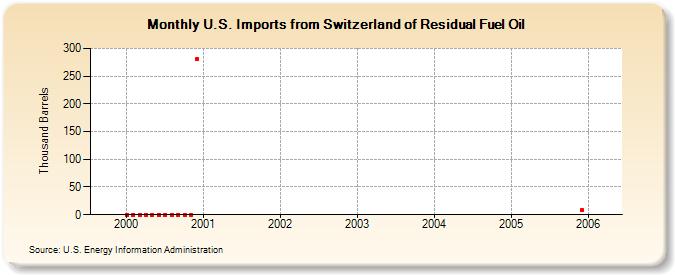 Monthly U.S. Imports from Switzerland of Residual Fuel Oil
Thousand Barrels
300
250
200
150
100
50
0
2000 2001 2002 2003 2004 2005 2006
Source: U.S. Energy Information Administration